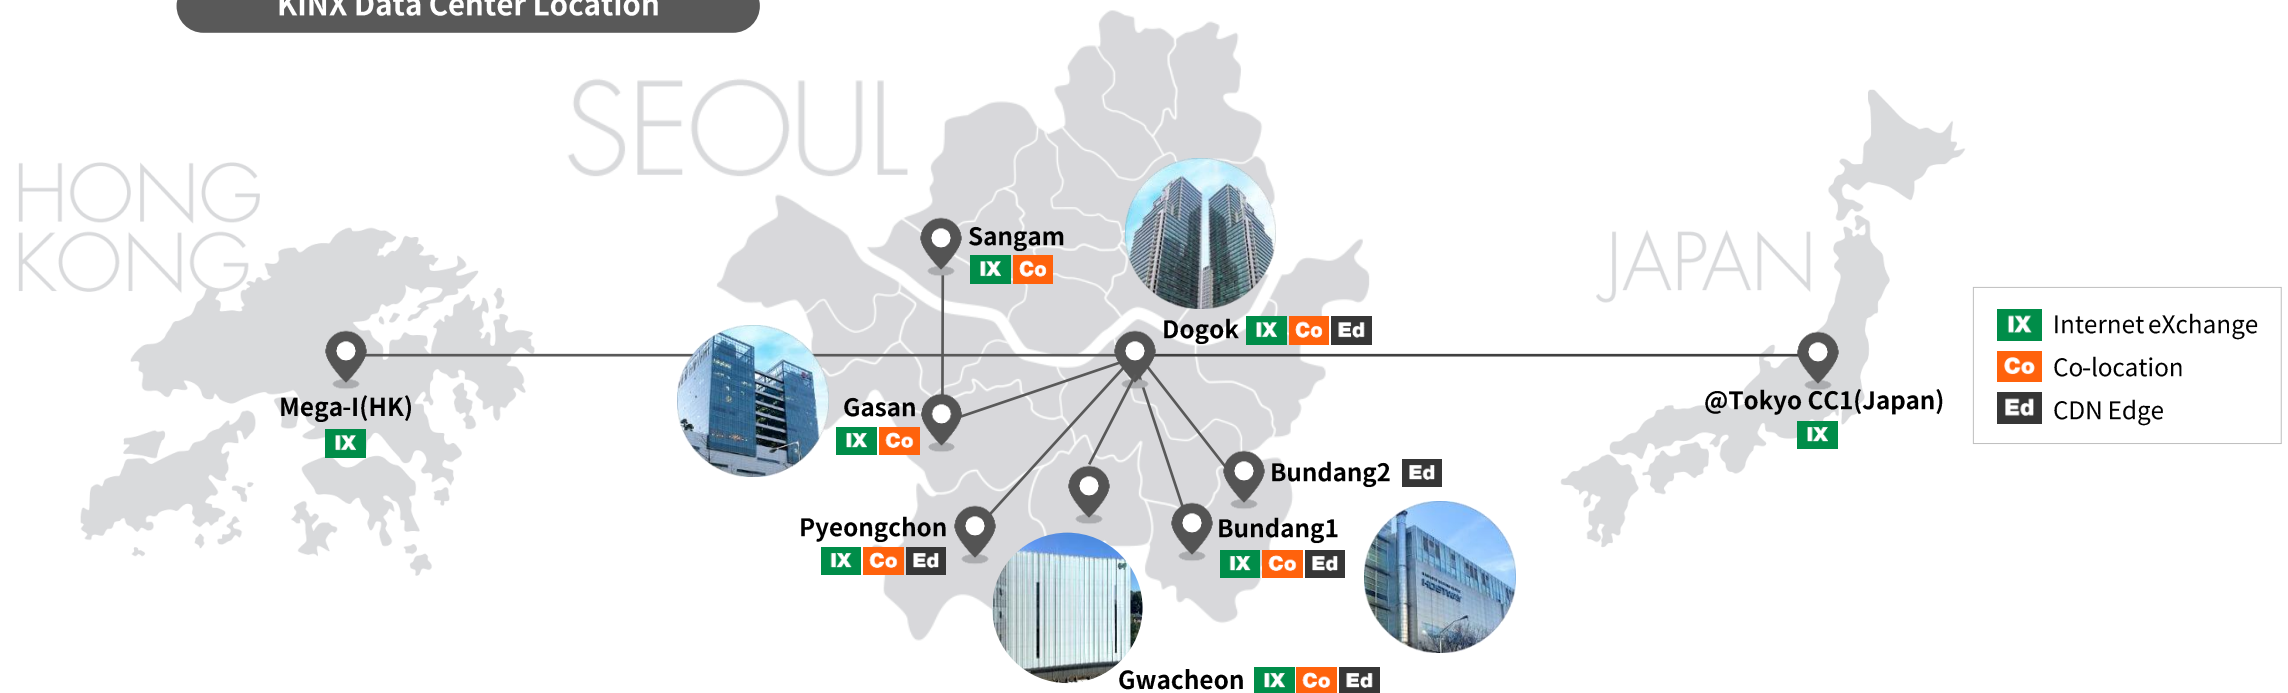 KINX Data Center Location
SEOUL
HONG
KONG
JAPAN
Sangam
IX Co
Dogok IX Co Ed
Mega-I(HK)
IX
Gasan
IX Co
@Tokyo CC1(Japan)
IX
IX Internet eXchange
Co Co-location
Ed CDN Edge
Bundang2 Ed
Pyeongchon
IX Co Ed
Bundang1
IX Co Ed
Gwacheon IX Co Ed